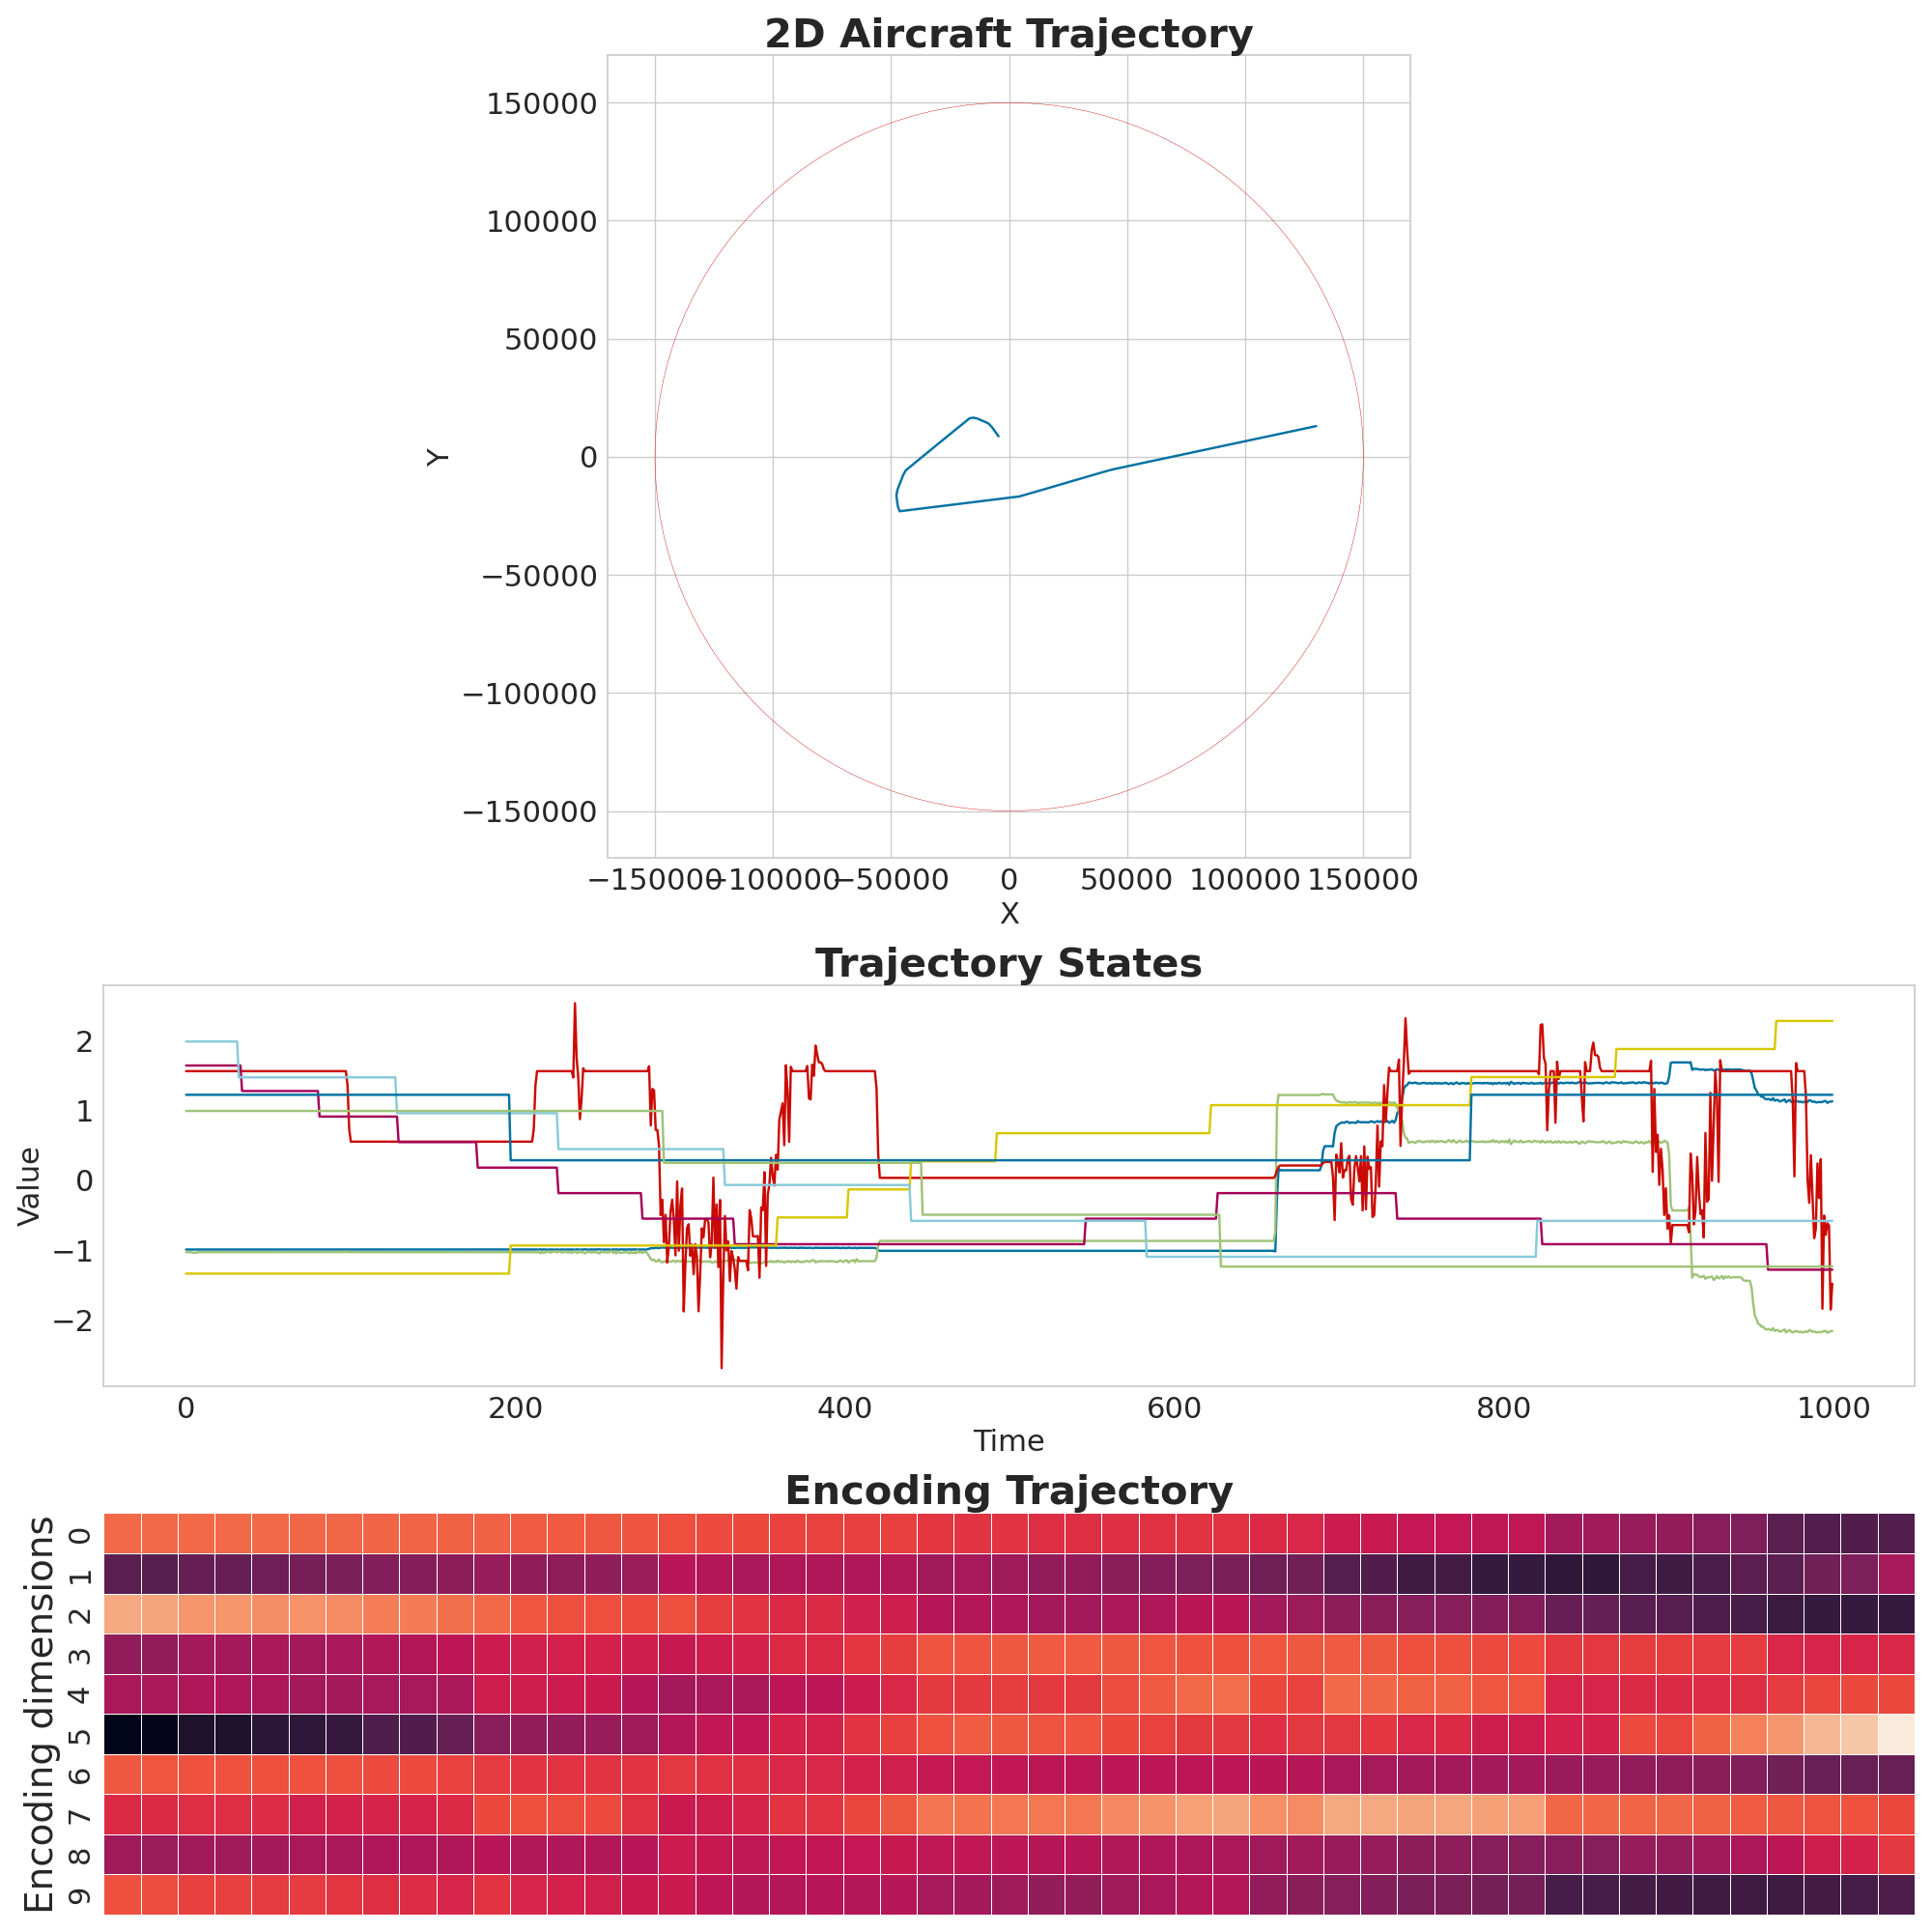 2D Aircraft Trajectory
150000
100000
50000
0
−50000
−100000
−150000
Y
−150000 −100000 −50000 0 50000 100000 150000
X
Trajectory States
2
1
0
−1
−2
Value
0 200 400 600 800 1000
Time
Encoding Trajectory
0
1
2
3
4
5
6
7
8
9
Encoding dimensions